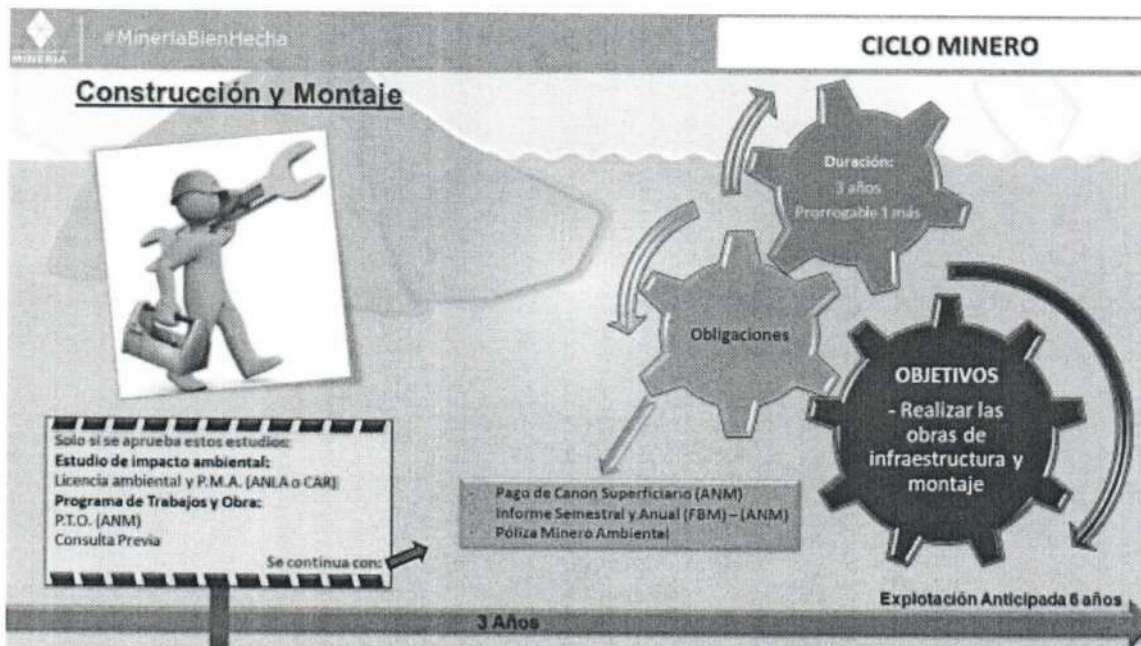 MINERÍA
#MineríaBienHecha
CICLO MINERO
Construcción y Montaje
Duración:
3 años
Prorrogable 1 más
Obligaciones
OBJETIVOS
- Realizar las
obras de
infraestructura y
montaje
Solo si se aprueba estos estudios:
Estudio de impacto ambiental:
Licencia ambiental y P.M.A. (ANLA o CAR)
Programa de Trabajos y Obra:
P.T.O. (ANM)
Consulta Previa
Se continua con:
- Pago de Canon Superficiario (ANM)
- Informe Semestral y Anual (FBM) – (ANM)
- Póliza Minero Ambiental
Explotación Anticipada 6 años
3 Años